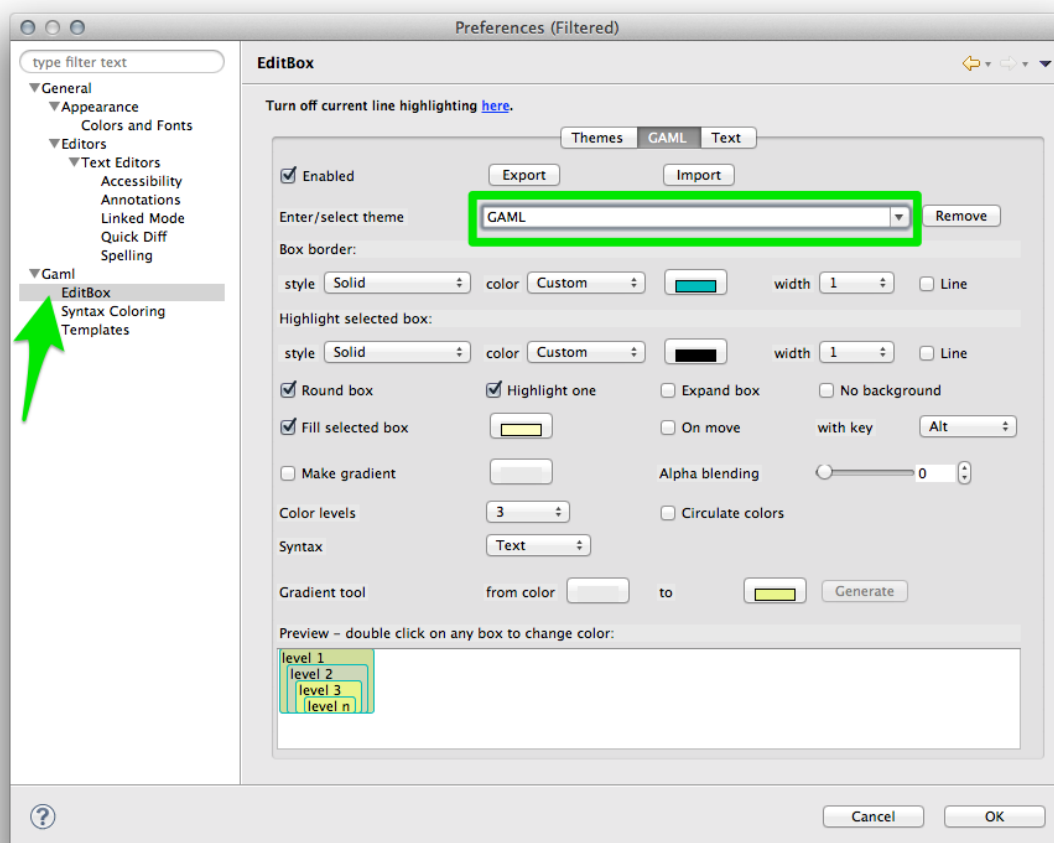 Preferences (Filtered)
type filter text
General
Appearance
Colors and Fonts
Editors
Text Editors
Accessibility
Annotations
Linked Mode
Quick Diff
Spelling
Gaml
EditBox
Syntax Coloring
Templates
EditBox
Turn off current line highlighting here.
Themes GAML Text
Enabled Export Import
Enter/select theme GAML Remove
Box border:
style Solid color Custom width 1 Line
Highlight selected box:
style Solid color Custom width 1 Line
Round box Highlight one Expand box No background
Fill selected box On move with key Alt
Make gradient Alpha blending 0
Color levels 3 Circulate colors
Syntax Text
Gradient tool from color to Generate
Preview – double click on any box to change color:
level 1
level 2
level 3
level n
? Cancel OK